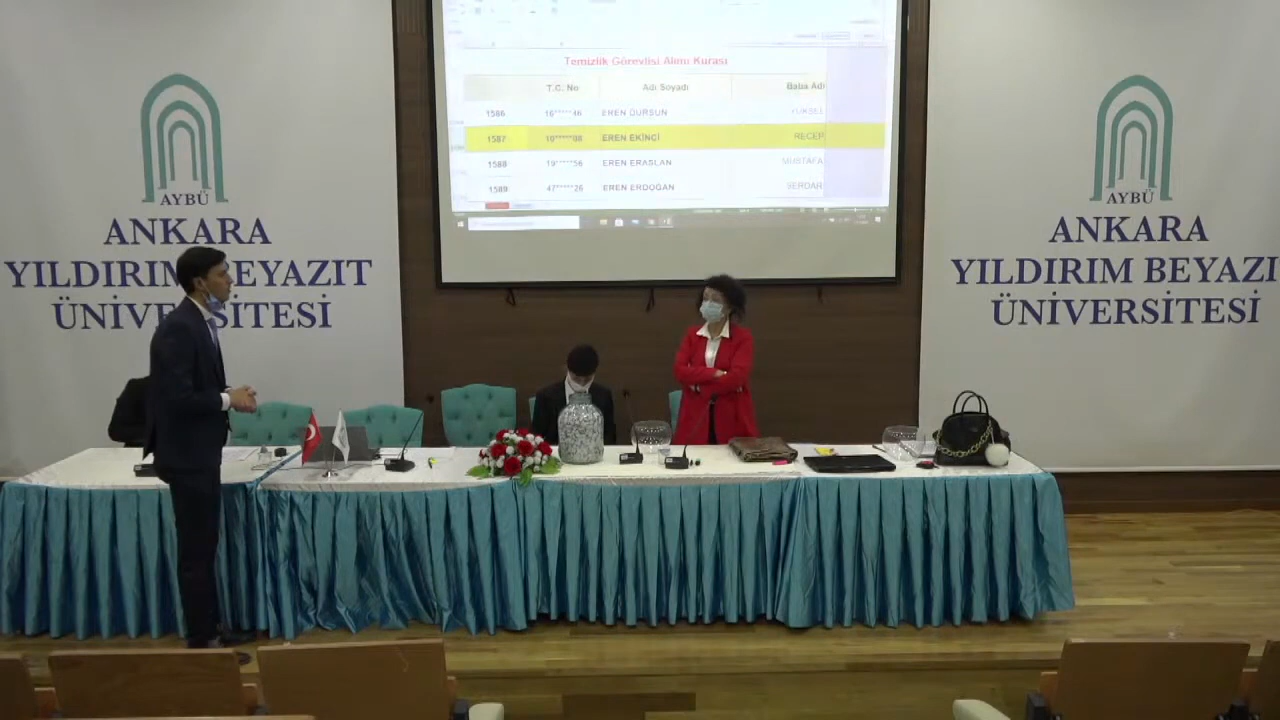 Temizlik Görevlisi Alımı Kurası
T.C. No Adı Soyadı Baba Adı
1586 16*****46 EREN DURSUN YÜKSEL
1587 10*****08 EREN EKİNCİ RECEP
1588 19*****56 EREN ERASLAN MUSTAFA
1589 47*****26 EREN ERDOĞAN SERDAR
AYBÜ
ANKARA
YILDIRIM BEYAZIT
ÜNİVERSİTESİ
AYBÜ
ANKARA
YILDIRIM BEYAZI
ÜNİVERSİTESİ